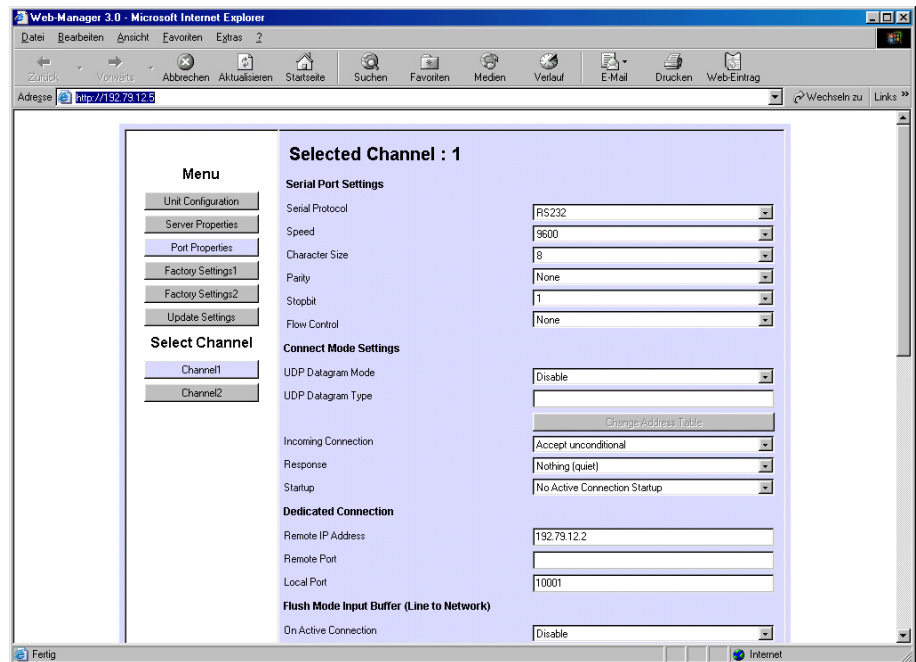 Web-Manager 3.0 - Microsoft Internet Explorer
Datei Bearbeiten Ansicht Favoriten Extras ?
Zurück Vorwärts Abbrechen Aktualisieren Startseite Suchen Favoriten Medien Verlauf E-Mail Drucken Web-Eintrag
Adresse http://192.79.12.5 Wechseln zu Links »
Menu
Unit Configuration
Server Properties
Port Properties
Factory Settings1
Factory Settings2
Update Settings
Select Channel
Channel1
Channel2
Selected Channel : 1
Serial Port Settings
Serial Protocol RS232
Speed 9600
Character Size 8
Parity None
Stopbit 1
Flow Control None
Connect Mode Settings
UDP Datagram Mode Disable
UDP Datagram Type
Change Address Table
Incoming Connection Accept unconditional
Response Nothing (quiet)
Startup No Active Connection Startup
Dedicated Connection
Remote IP Address 192.79.12.2
Remote Port
Local Port 10001
Flush Mode Input Buffer (Line to Network)
On Active Connection Disable
Fertig Internet